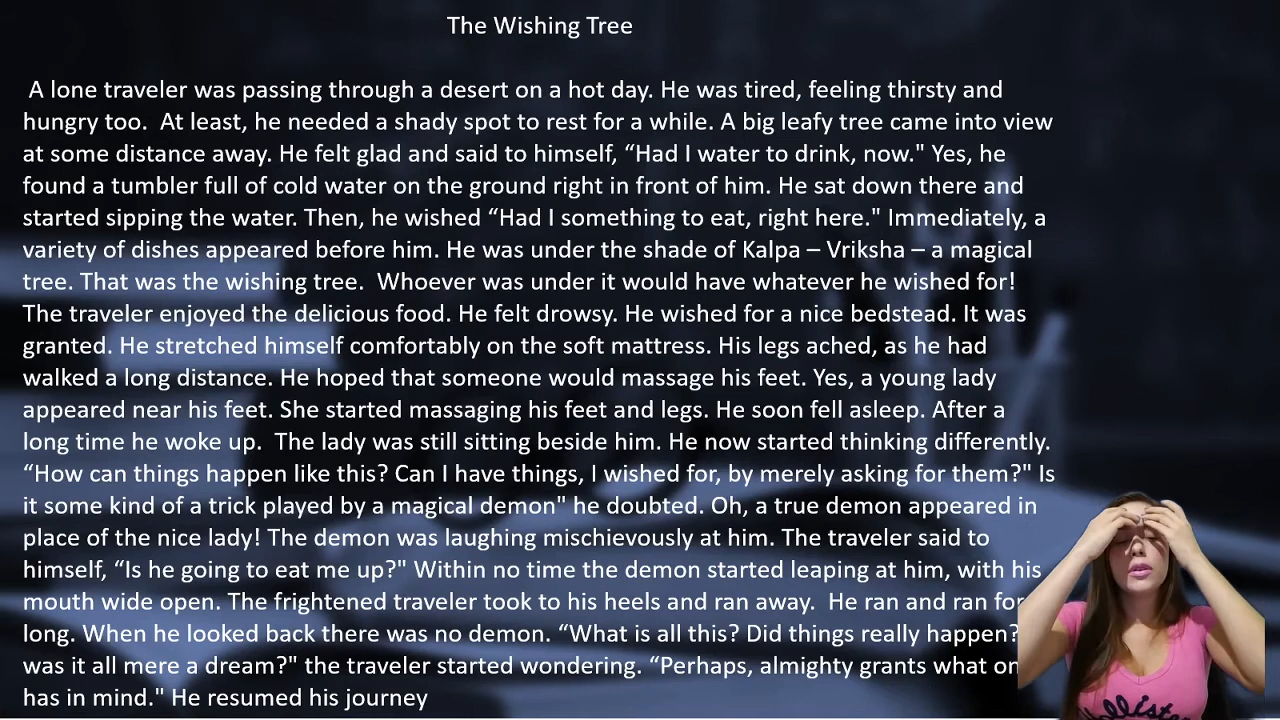 The Wishing Tree
A lone traveler was passing through a desert on a hot day. He was tired, feeling thirsty and
hungry too.  At least, he needed a shady spot to rest for a while. A big leafy tree came into view
at some distance away. He felt glad and said to himself, “Had I water to drink, now." Yes, he
found a tumbler full of cold water on the ground right in front of him. He sat down there and
started sipping the water. Then, he wished “Had I something to eat, right here." Immediately, a
variety of dishes appeared before him. He was under the shade of Kalpa – Vriksha – a magical
tree. That was the wishing tree.  Whoever was under it would have whatever he wished for!
The traveler enjoyed the delicious food. He felt drowsy. He wished for a nice bedstead. It was
granted. He stretched himself comfortably on the soft mattress. His legs ached, as he had
walked a long distance. He hoped that someone would massage his feet. Yes, a young lady
appeared near his feet. She started massaging his feet and legs. He soon fell asleep. After a
long time he woke up.  The lady was still sitting beside him. He now started thinking differently.
“How can things happen like this? Can I have things, I wished for, by merely asking for them?" Is
it some kind of a trick played by a magical demon" he doubted. Oh, a true demon appeared in
place of the nice lady! The demon was laughing mischievously at him. The traveler said to
himself, “Is he going to eat me up?" Within no time the demon started leaping at him, with his
mouth wide open. The frightened traveler took to his heels and ran away.  He ran and ran for
long. When he looked back there was no demon. “What is all this? Did things really happen?
was it all mere a dream?" the traveler started wondering. “Perhaps, almighty grants what
has in mind." He resumed his journey